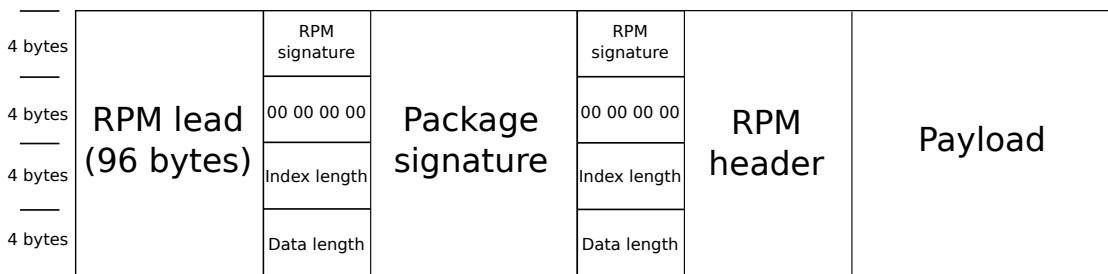 4 bytes
4 bytes
4 bytes
4 bytes
RPM lead
(96 bytes)
RPM
signature
00 00 00 00
Index length
Data length
Package
signature
RPM
signature
00 00 00 00
Index length
Data length
RPM
header
Payload